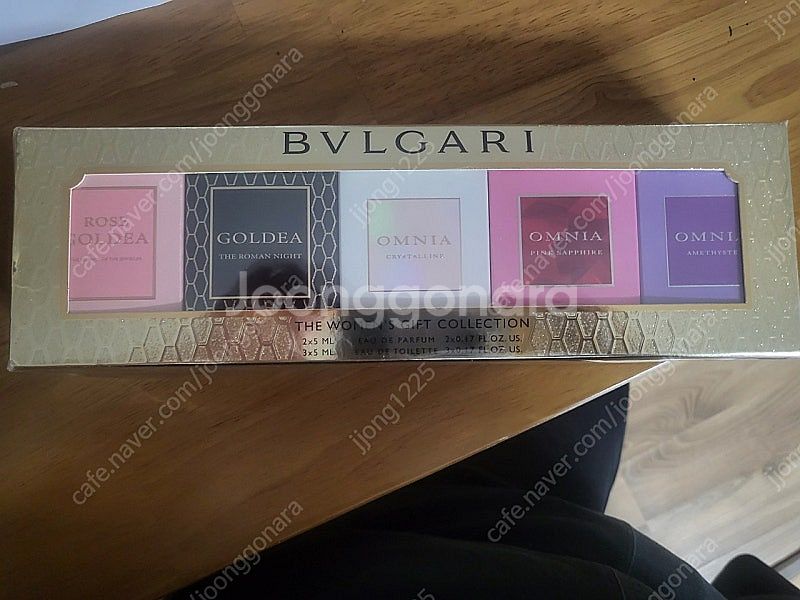 BVLGARI
ROSE
GOLDEA
GOLDEA
THE ROMAN NIGHT
OMNIA
CRYSTALLINE
OMNIA
PINK SAPPHIRE
OMNI
AMETHYSTE
Joonggonara
THE WOMEN'S GIFT COLLECTION
2x5 ML EAU DE PARFUM 2x0.17 FL. OZ. US.
3x5 ML EAU DE TOILETTE 3x0.17 FL. OZ. US.
cafe.naver.com/joonggonara
jjong1225